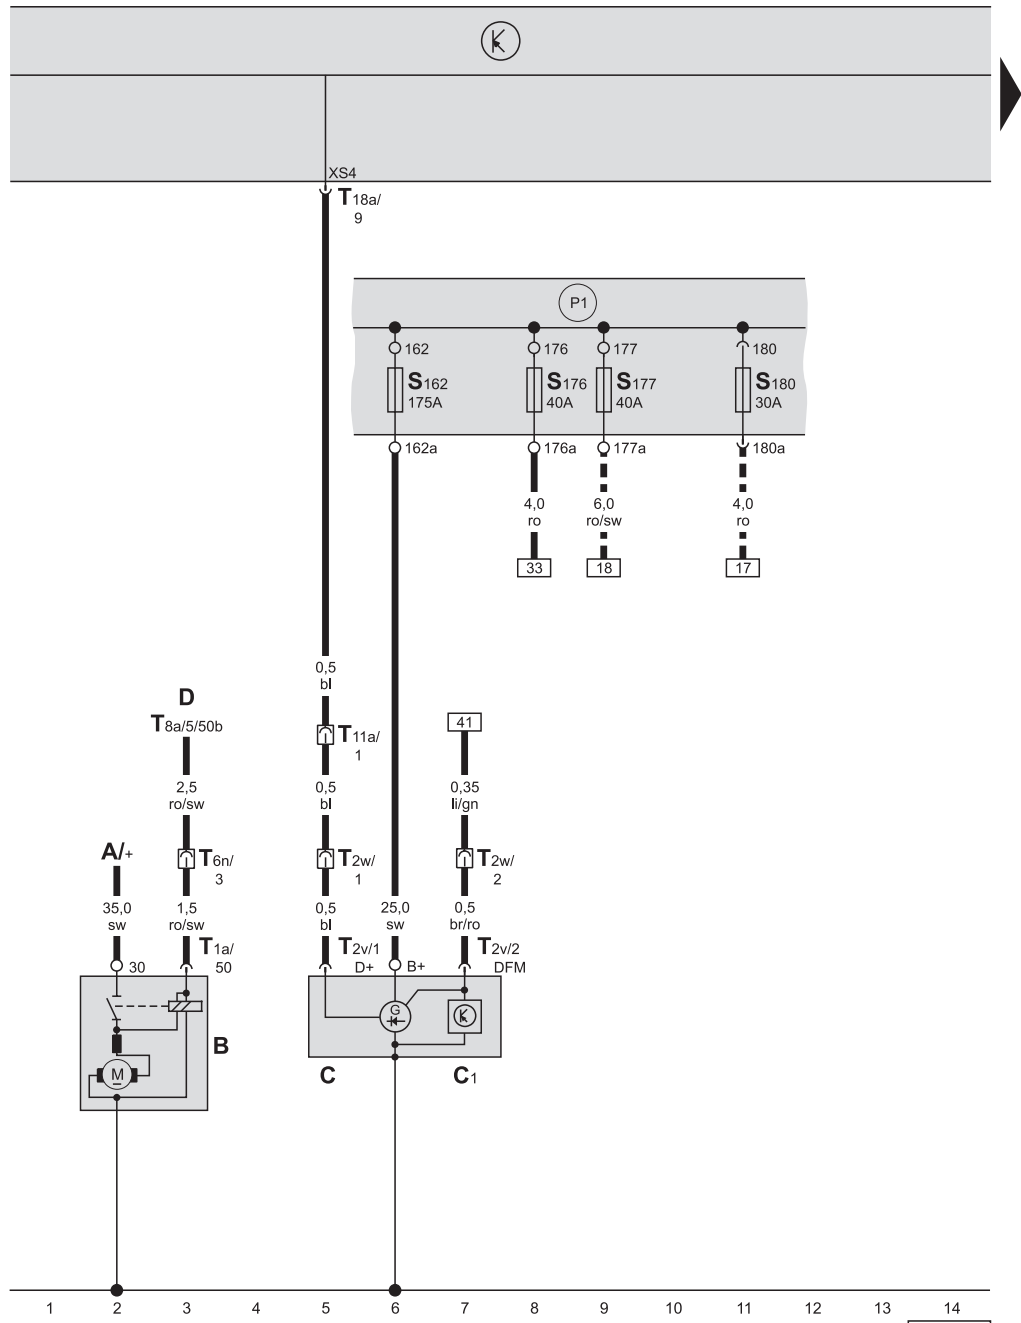 XS4
T18a/
9
P1
162 176 177 180
S162 S176 S177 S180
175A 40A 40A 30A
162a 176a 177a 180a
4,0 6,0 4,0
ro ro/sw ro
33 18 17
0,5
bl
D
T8a/5/50b
41
T11a/
1
2,5 0,5 0,35
ro/sw bl li/gn
A/+
T6n/ T2w/ T2w/
3 1 2
35,0 1,5 0,5 25,0 0,5
sw ro/sw bl sw br/ro
T1a/ T2v/1 T2v/2
30 50 D+ B+ DFM
G
B
M
C C1
1 2 3 4 5 6 7 8 9 10 11 12 13 14